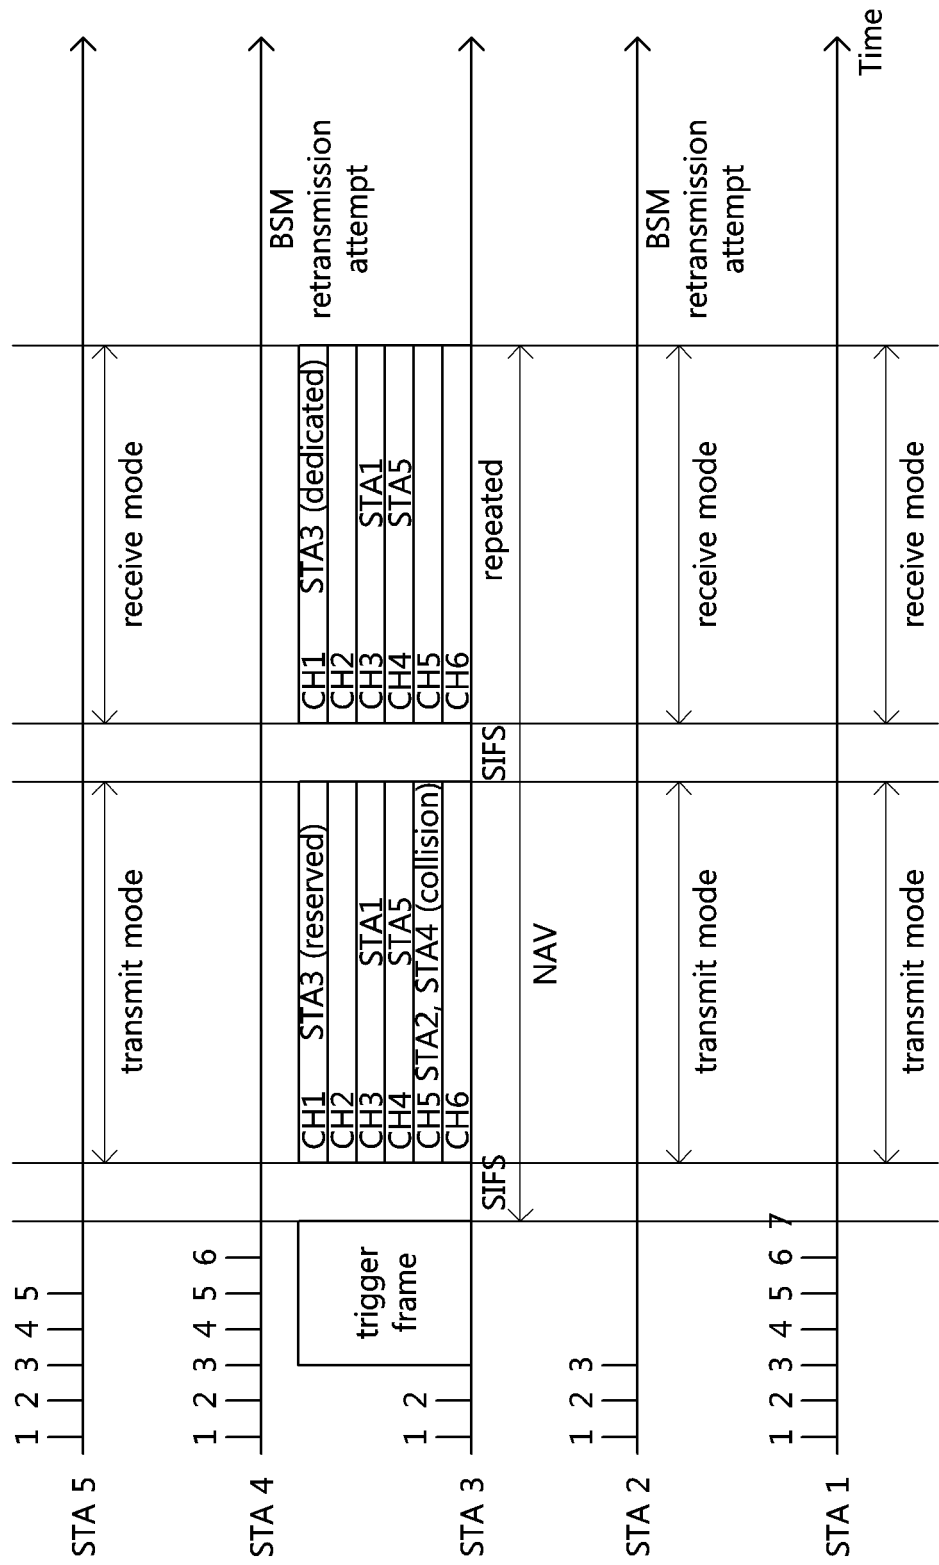 1 2 3 4 5
STA 5
transmit mode
receive mode
1 2 3 4 5 6
STA 4
BSM
retransmission
attempt
trigger
frame
CH1 STA3 (reserved)
CH2
CH3 STA1
CH4 STA5
CH5 STA2, STA4 (collision)
CH6
CH1 STA3 (dedicated)
CH2
CH3 STA1
CH4 STA5
CH5
CH6
1 2
STA 3
SIFS
SIFS
repeated
NAV
1 2 3
STA 2
BSM
retransmission
attempt
transmit mode
receive mode
1 2 3 4 5 6 7
STA 1
Time
transmit mode
receive mode